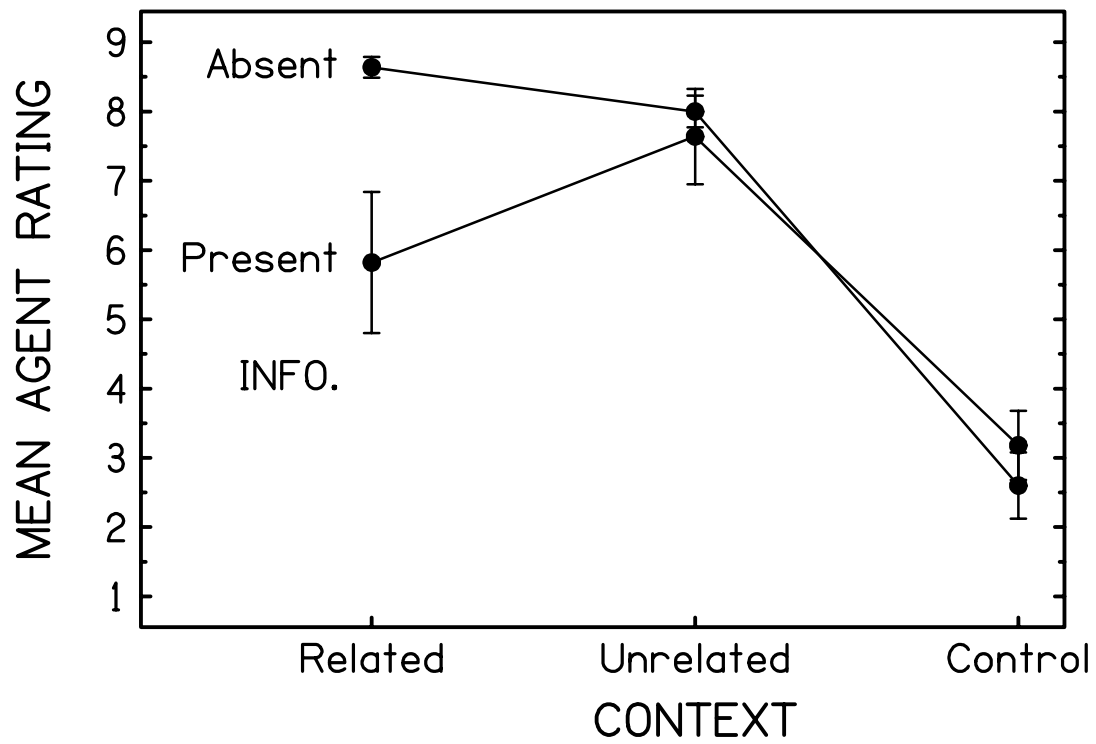 MEAN AGENT RATING
9
8
7
6
5
4
3
2
1
Absent
Present
INFO.
Related Unrelated Control
CONTEXT